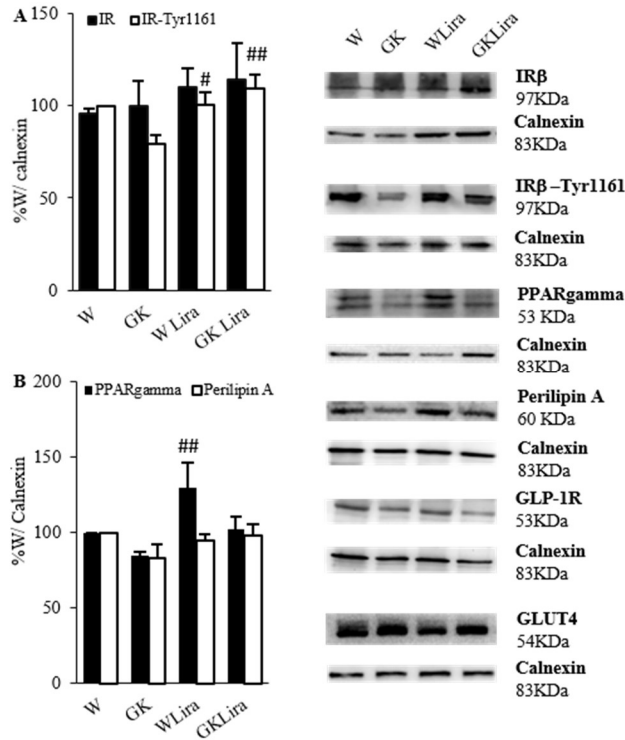 A
IR IR-Tyr1161
150
100
50
0
%W/ calnexin
#
##
W
GK
W Lira
GK Lira
B
200
PPARgamma Perilipin A
150
100
50
0
%W/ Calnexin
##
W
GK
WLira
GKLira
W
GK
WLira
GKLira
IRβ
97KDa
Calnexin
83KDa
IRβ –Tyr1161
97KDa
Calnexin
83KDa
PPARgamma
53 KDa
Calnexin
83KDa
Perilipin A
60 KDa
Calnexin
83KDa
GLP-1R
53KDa
Calnexin
83KDa
GLUT4
54KDa
Calnexin
83KDa